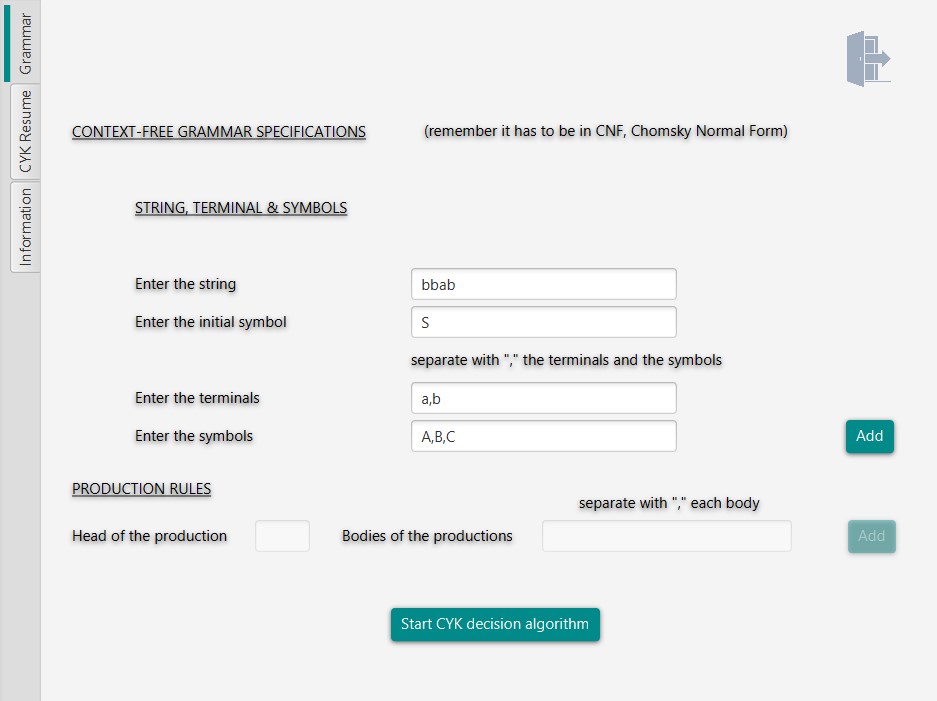 Grammar
CYK Resume
Information
CONTEXT-FREE GRAMMAR SPECIFICATIONS (remember it has to be in CNF, Chomsky Normal Form)
STRING, TERMINAL & SYMBOLS
Enter the string bbab
Enter the initial symbol S
separate with "," the terminals and the symbols
Enter the terminals a,b
Enter the symbols A,B,C Add
PRODUCTION RULES
separate with "," each body
Head of the production Bodies of the productions Add
Start CYK decision algorithm